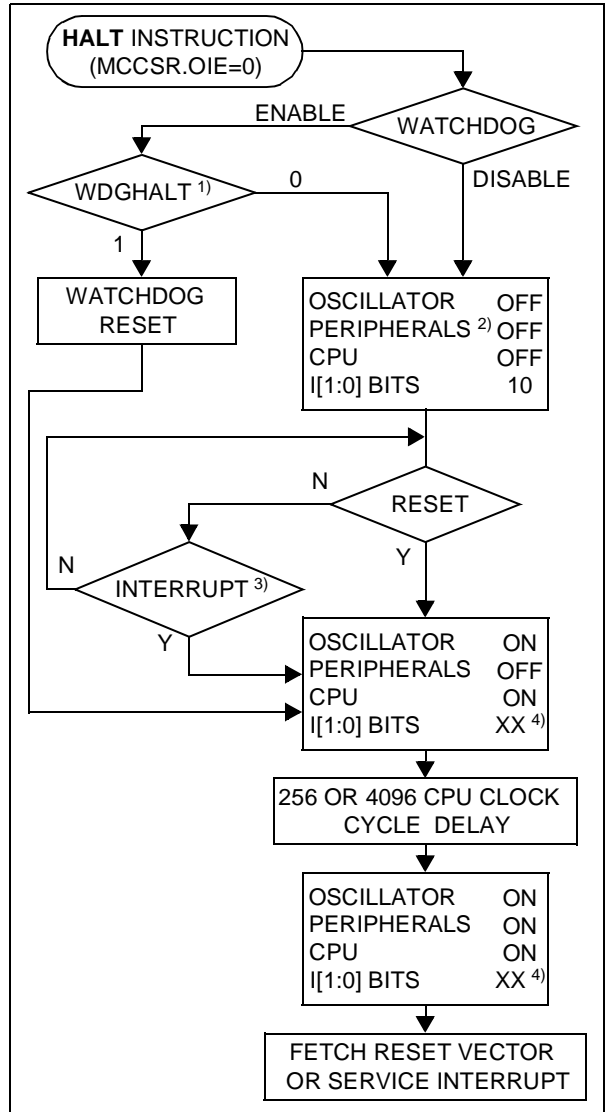 HALT INSTRUCTION
(MCCSR.OIE=0)
ENABLE
WATCHDOG
WDGHALT 1)
0
DISABLE
1
WATCHDOG
RESET
OSCILLATOR OFF
PERIPHERALS 2) OFF
CPU OFF
I[1:0] BITS 10
N
RESET
Y
N
INTERRUPT 3)
Y
OSCILLATOR ON
PERIPHERALS OFF
CPU ON
I[1:0] BITS XX 4)
256 OR 4096 CPU CLOCK
CYCLE DELAY
OSCILLATOR ON
PERIPHERALS ON
CPU ON
I[1:0] BITS XX 4)
FETCH RESET VECTOR
OR SERVICE INTERRUPT